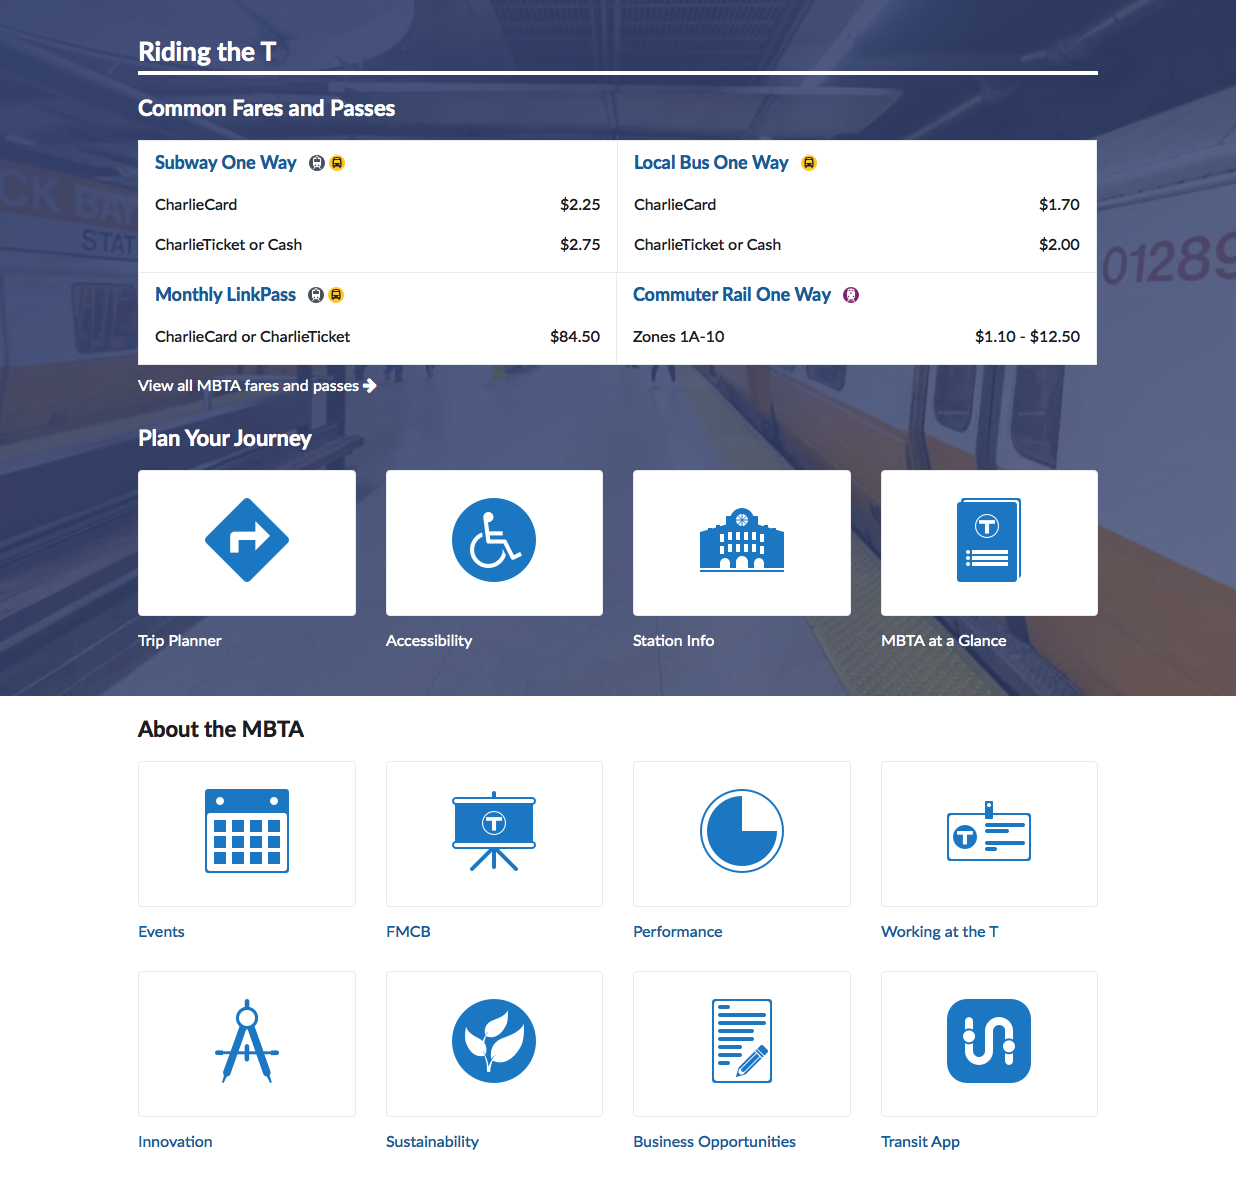 Riding the T
Common Fares and Passes
Subway One Way
CharlieCard $2.25
CharlieTicket or Cash $2.75
Local Bus One Way
CharlieCard $1.70
CharlieTicket or Cash $2.00
Monthly LinkPass
CharlieCard or CharlieTicket $84.50
Commuter Rail One Way
Zones 1A-10 $1.10 - $12.50
CK BAY
STAT
01289
View all MBTA fares and passes
Plan Your Journey
T
Trip Planner
Accessibility
Station Info
MBTA at a Glance
About the MBTA
T
T
Events
FMCB
Performance
Working at the T
Innovation
Sustainability
Business Opportunities
Transit App